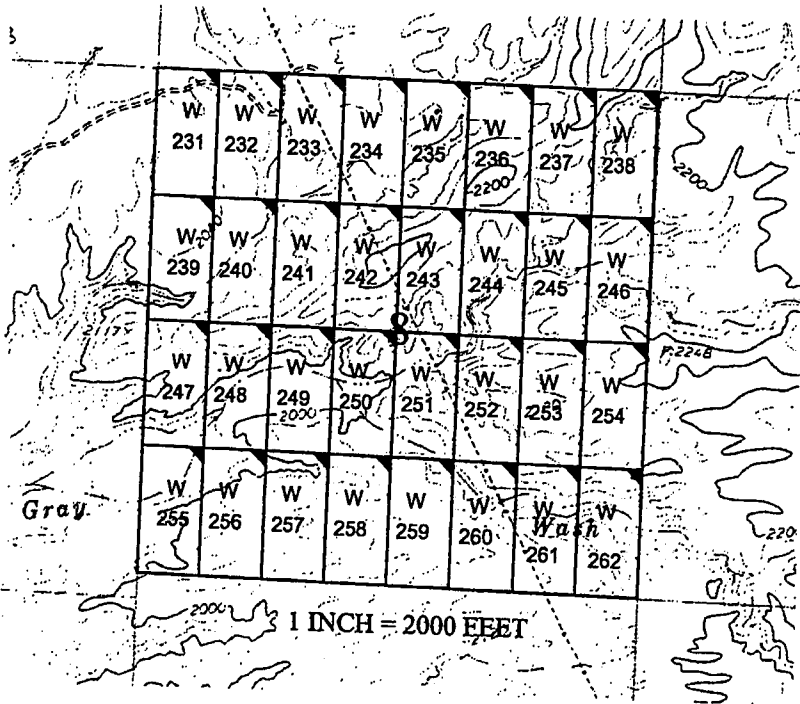 W 231 W 232 W 233 W 234 W 235 W 236 W 237 W 238
2200
2200
W 239 W 240 W 241 W 242 W 243 W 244 W 245 W 246
8
W 247 W 248 W 249 W 250 W 251 W 252 W 253 W 254
2000
W 255 W 256 W 257 W 258 W 259 W 260 W 261 W 262
Gray
Wash
2000
1 INCH = 2000 FEET